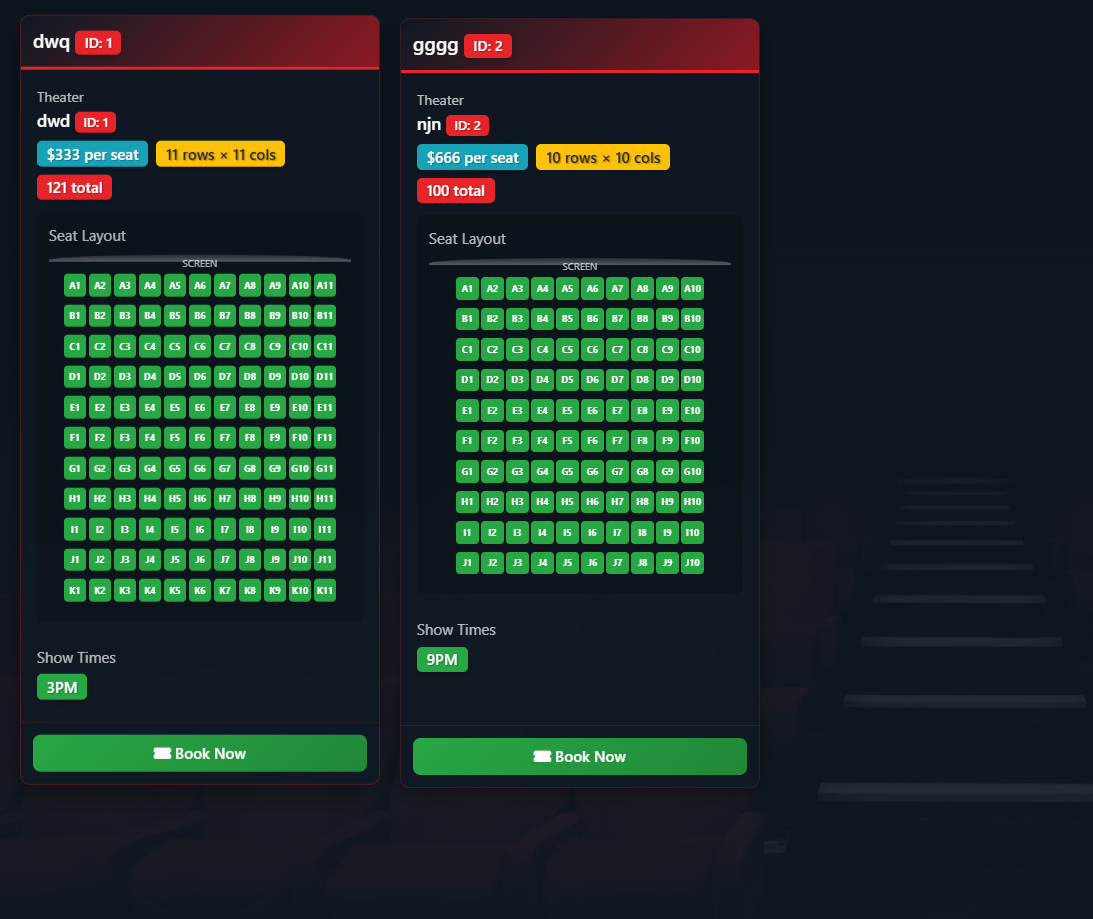 dwq ID: 1
Theater
dwd ID: 1
$333 per seat 11 rows × 11 cols
121 total
Seat Layout
SCREEN
A1 A2 A3 A4 A5 A6 A7 A8 A9 A10 A11
B1 B2 B3 B4 B5 B6 B7 B8 B9 B10 B11
C1 C2 C3 C4 C5 C6 C7 C8 C9 C10 C11
D1 D2 D3 D4 D5 D6 D7 D8 D9 D10 D11
E1 E2 E3 E4 E5 E6 E7 E8 E9 E10 E11
F1 F2 F3 F4 F5 F6 F7 F8 F9 F10 F11
G1 G2 G3 G4 G5 G6 G7 G8 G9 G10 G11
H1 H2 H3 H4 H5 H6 H7 H8 H9 H10 H11
I1 I2 I3 I4 I5 I6 I7 I8 I9 I10 I11
J1 J2 J3 J4 J5 J6 J7 J8 J9 J10 J11
K1 K2 K3 K4 K5 K6 K7 K8 K9 K10 K11
Show Times
3PM
Book Now
gggg ID: 2
Theater
njn ID: 2
$666 per seat 10 rows × 10 cols
100 total
Seat Layout
SCREEN
A1 A2 A3 A4 A5 A6 A7 A8 A9 A10
B1 B2 B3 B4 B5 B6 B7 B8 B9 B10
C1 C2 C3 C4 C5 C6 C7 C8 C9 C10
D1 D2 D3 D4 D5 D6 D7 D8 D9 D10
E1 E2 E3 E4 E5 E6 E7 E8 E9 E10
F1 F2 F3 F4 F5 F6 F7 F8 F9 F10
G1 G2 G3 G4 G5 G6 G7 G8 G9 G10
H1 H2 H3 H4 H5 H6 H7 H8 H9 H10
I1 I2 I3 I4 I5 I6 I7 I8 I9 I10
J1 J2 J3 J4 J5 J6 J7 J8 J9 J10
Show Times
9PM
Book Now